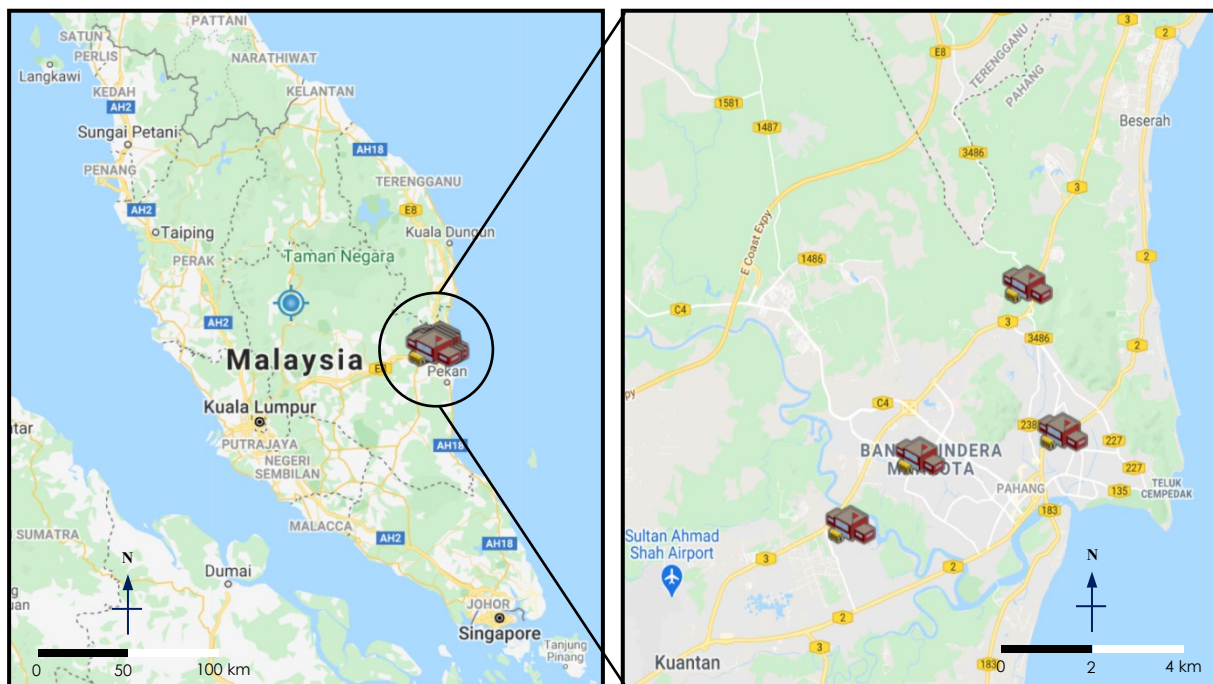 PATTANI
SATUN
PERLIS
NARATHIWAT
Langkawi
KEDAH
KELANTAN
AH2
Sungai Petani
AH18
PENANG
TERENGGANU
AH2
E8
Taiping
Kuala Dungun
PERAK
Taman Negara
AH2
Malaysia
E8
Pekan
Kuala Lumpur
PUTRAJAYA
AH18
NEGERI
SEMBILAN
MALACCA
AH2
AH18
SUMATRA
N
Dumai
JOHOR
Singapore
Tanjung
Pinang
0 50 100 km
3
2
E8
TERENGGANU
PAHANG
1581
1487
Beserah
3486
3
E Coast Expy
1486
2
C4
3
3486
2
C4
238
227
227
PAHANG
135
TELUK
CEMPEDAK
183
Sultan Ahmad
Shah Airport
3
2
N
2
3
183
Kuantan
0 2 4 km